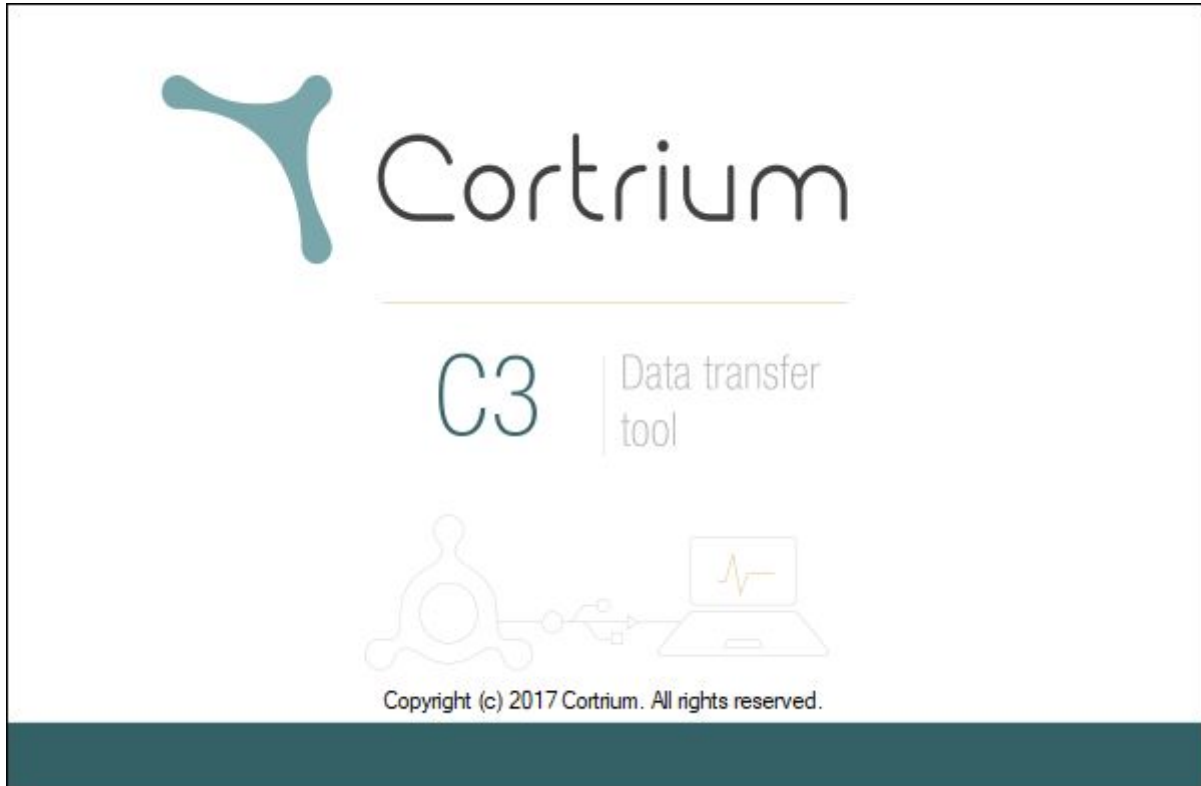 Cortrium
C3
Data transfer
tool
Copyright (c) 2017 Cortrium. All rights reserved.